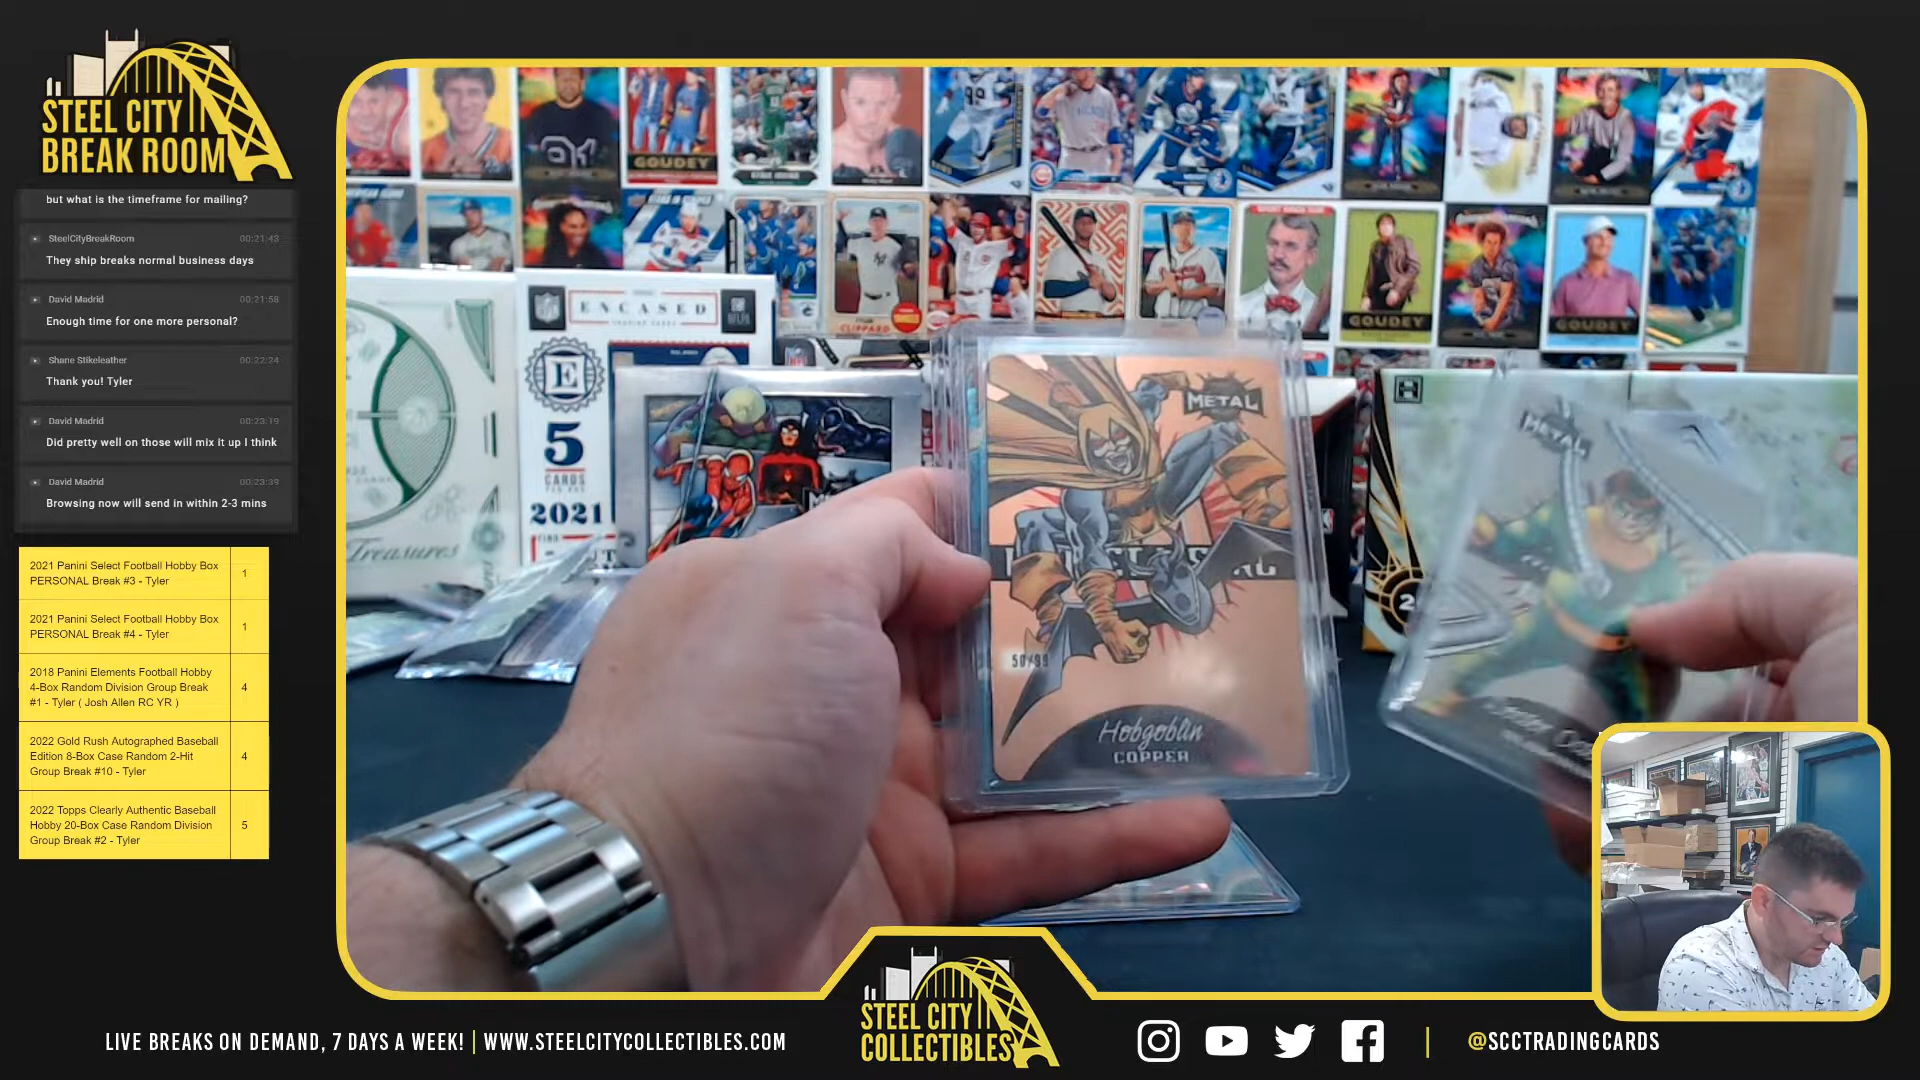 STEEL CITY
BREAK ROOM
but what is the timeframe for mailing?
SteelCityBreakRoom 00:21:43
They ship breaks normal business days
David Madrid 00:21:58
Enough time for one more personal?
Shane Stikeleather 00:22:24
Thank you! Tyler
David Madrid 00:23:19
Did pretty well on those will mix it up I think
David Madrid 00:23:39
Browsing now will send in within 2-3 mins
2021 Panini Select Football Hobby Box
PERSONAL Break #3 - Tyler 1
2021 Panini Select Football Hobby Box
PERSONAL Break #4 - Tyler 1
2018 Panini Elements Football Hobby
4-Box Random Division Group Break 4
#1 - Tyler ( Josh Allen RC YR )
2022 Gold Rush Autographed Baseball
Edition 8-Box Case Random 2-Hit 4
Group Break #10 - Tyler
2022 Topps Clearly Authentic Baseball
Hobby 20-Box Case Random Division 5
Group Break #2 - Tyler
GOUDEY
CLIPPARD
GOUDEY
GOUDEY
ENCASED
E
5
CARDS
2021
Treasures
METAL
50/99
Hobgoblin
COPPER
METAL
STEEL CITY
COLLECTIBLES
LIVE BREAKS ON DEMAND, 7 DAYS A WEEK! | WWW.STEELCITYCOLLECTIBLES.COM
@SCCTRADINGCARDS